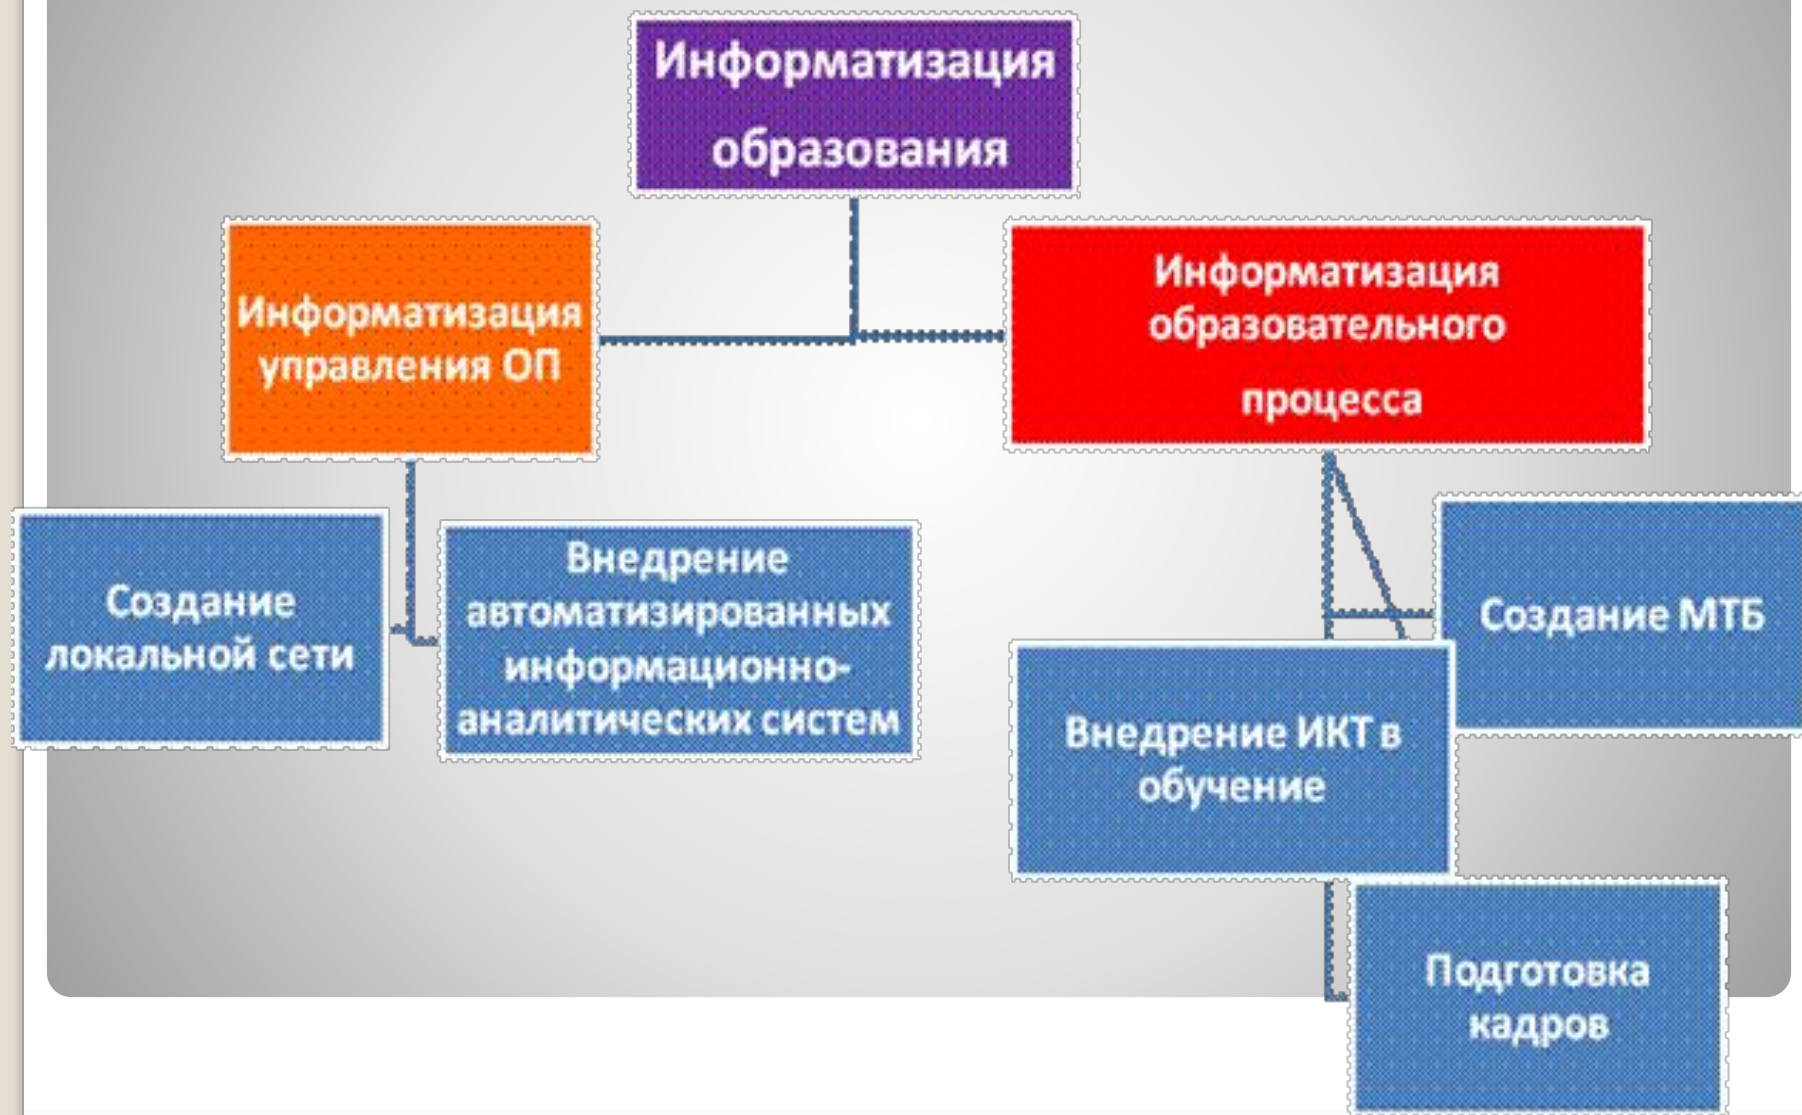 Информатизация
образования
Информатизация
управления ОП
Информатизация
образовательного
процесса
Создание
локальной сети
Внедрение
автоматизированных
информационно-
аналитических систем
Создание МТБ
Внедрение ИКТ в
обучение
Подготовка
кадров